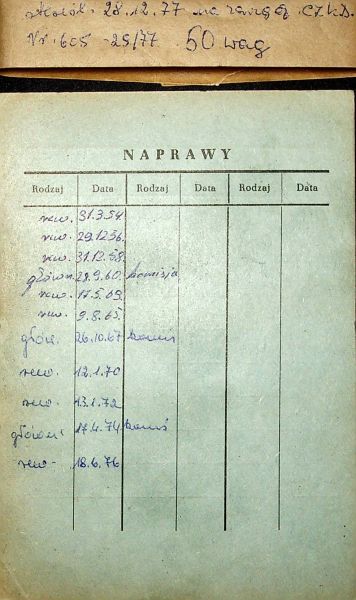 28.12.77 na
Nr. 605-25/77 50 wag
NAPRAWY
Rodzaj Data Rodzaj Data Rodzaj Data
rew. 31.3.54
rew. 29.12.56.
rew. 31.12.58.
główna 28.9.60. komisja
rew. 17.5.63.
rew. 9.8.65.
głów. 26.10.67 komis
rew. 12.1.70
rew. 13.1.72
główn. 17.4.74 komis
rew. 18.6.76